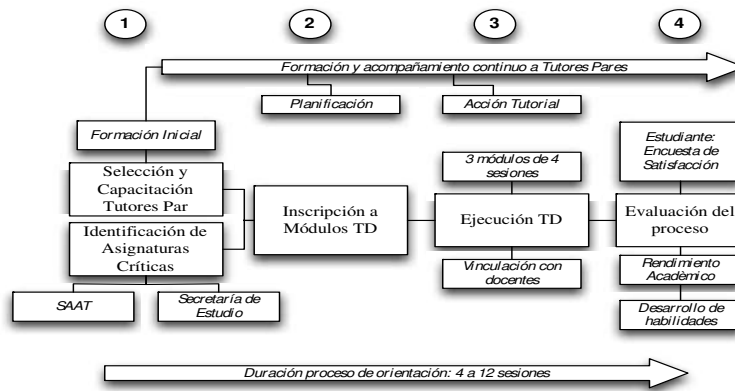 1
2
3
4
Formación y acompañamiento continuo a Tutores Pares
Planificación
Acción Tutorial
Formación Inicial
Selección y
Capacitación
Tutores Par
Identificación de
Asignaturas
Críticas
SAAT
Secretaría de
Estudio
Inscripción a
Módulos TD
3 módulos de 4
sesiones
Ejecución TD
Vinculación con
docentes
Estudiante:
Encuesta de
Satisfacción
Evaluación del
proceso
Rendimiento
Acadèmico
Desarrollo de
habilidades
Duración proceso de orientación: 4 a 12 sesiones